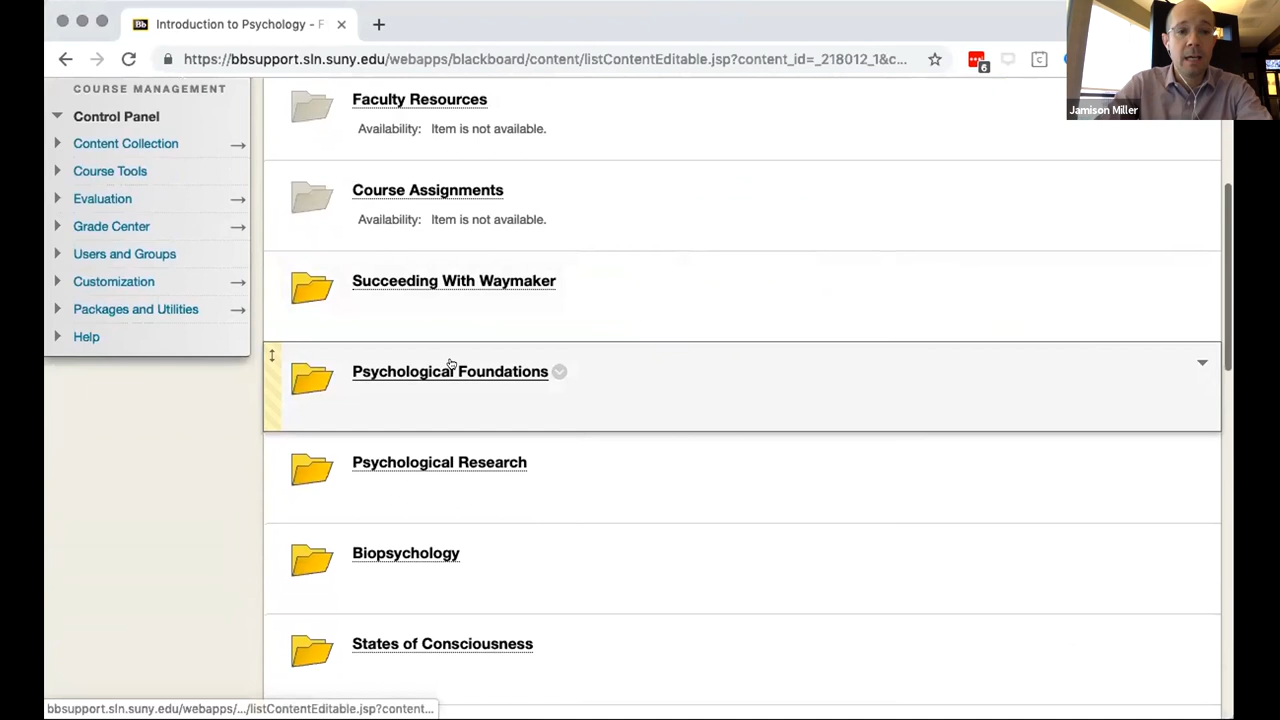 Introduction to Psychology - F
https://bbsupport.sln.suny.edu/webapps/blackboard/content/listContentEditable.jsp?content_id=_218012_1&c...
6
Jamison Miller
COURSE MANAGEMENT
Control Panel
Content Collection
Course Tools
Evaluation
Grade Center
Users and Groups
Customization
Packages and Utilities
Help
Faculty Resources
Availability: Item is not available.
Course Assignments
Availability: Item is not available.
Succeeding With Waymaker
Psychological Foundations
Psychological Research
Biopsychology
States of Consciousness
bbsupport.sln.suny.edu/webapps/.../listContentEditable.jsp?content...